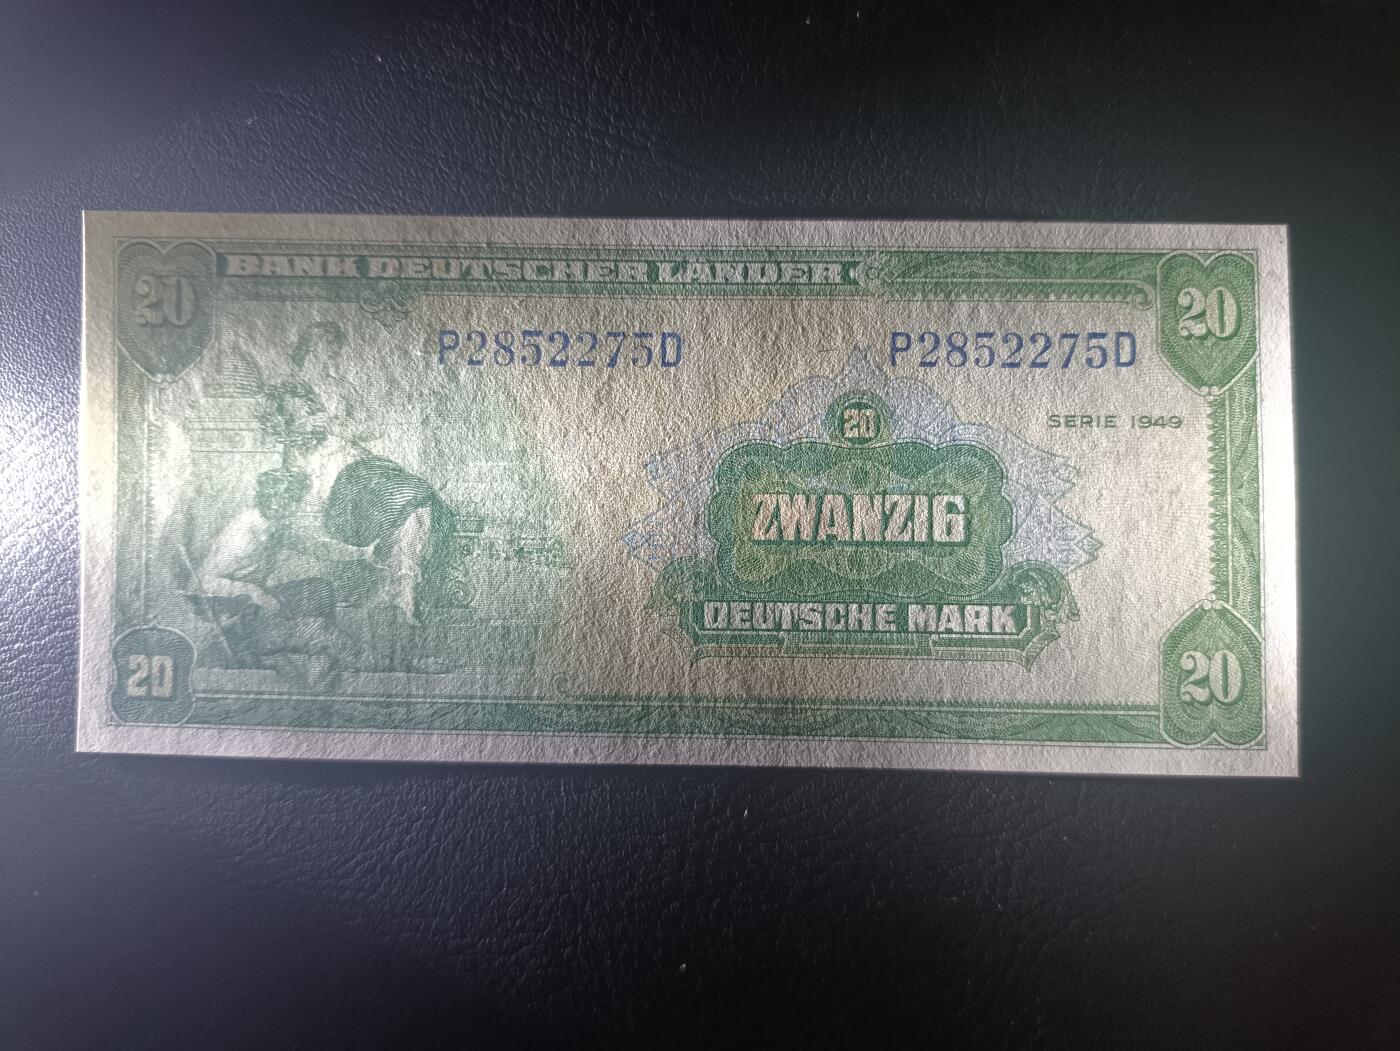 20 BANK DEUTSCHER LÄNDER 20
P2852275D P2852275D
SERIE 1949
20
ZWANZIG
DEUTSCHE MARK
20 20